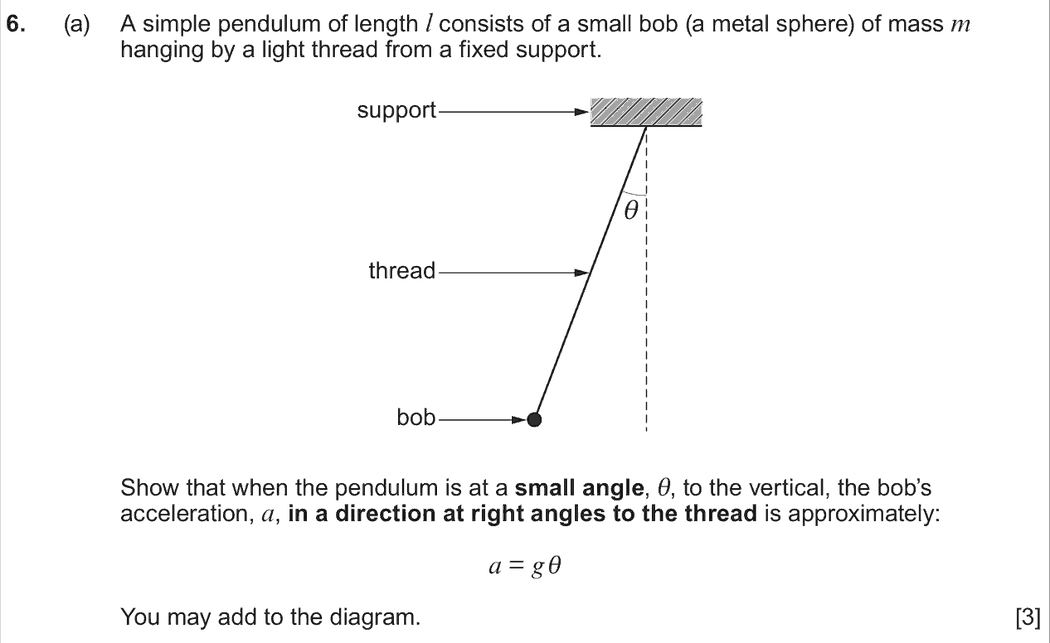 6. (a) A simple pendulum of length l consists of a small bob (a metal sphere) of mass m
hanging by a light thread from a fixed support.
support
θ
thread
bob
Show that when the pendulum is at a small angle, θ, to the vertical, the bob's
acceleration, a, in a direction at right angles to the thread is approximately:
a = gθ
You may add to the diagram. [3]